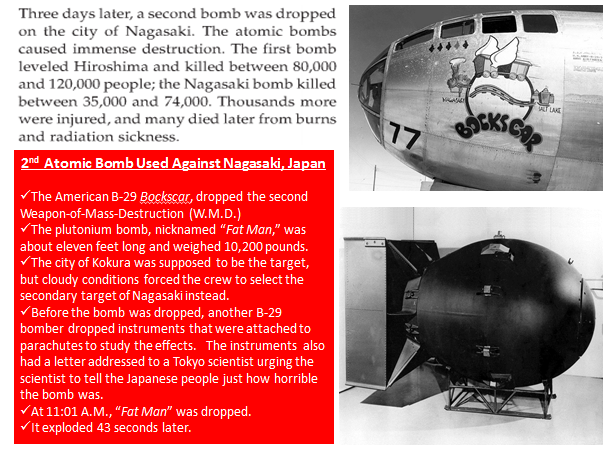 Three days later, a second bomb was dropped
on the city of Nagasaki. The atomic bombs
caused immense destruction. The first bomb
leveled Hiroshima and killed between 80,000
and 120,000 people; the Nagasaki bomb killed
between 35,000 and 74,000. Thousands more
were injured, and many died later from burns
and radiation sickness.
2nd Atomic Bomb Used Against Nagasaki, Japan
✓The American B-29 Bockscar, dropped the second
Weapon-of-Mass-Destruction (W.M.D.)
✓The plutonium bomb, nicknamed “Fat Man,” was
about eleven feet long and weighed 10,200 pounds.
✓The city of Kokura was supposed to be the target,
but cloudy conditions forced the crew to select the
secondary target of Nagasaki instead.
✓Before the bomb was dropped, another B-29
bomber dropped instruments that were attached to
parachutes to study the effects.   The instruments also
had a letter addressed to a Tokyo scientist urging the
scientist to tell the Japanese people just how horrible
the bomb was.
✓At 11:01 A.M., “Fat Man” was dropped.
✓It exploded 43 seconds later.
NAGASAKI
SALT LAKE
BOCKSCAR
77